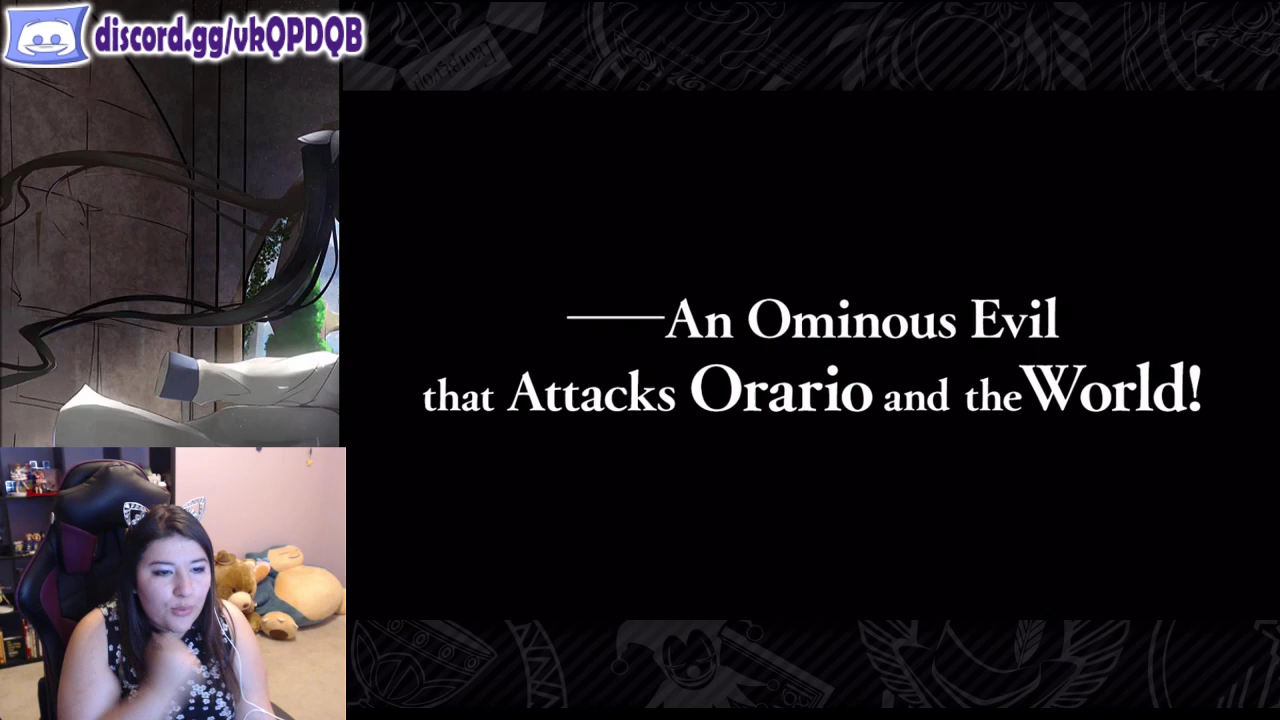 discord.gg/vkQPDQB
——An Ominous Evil
that Attacks Orario and the World!